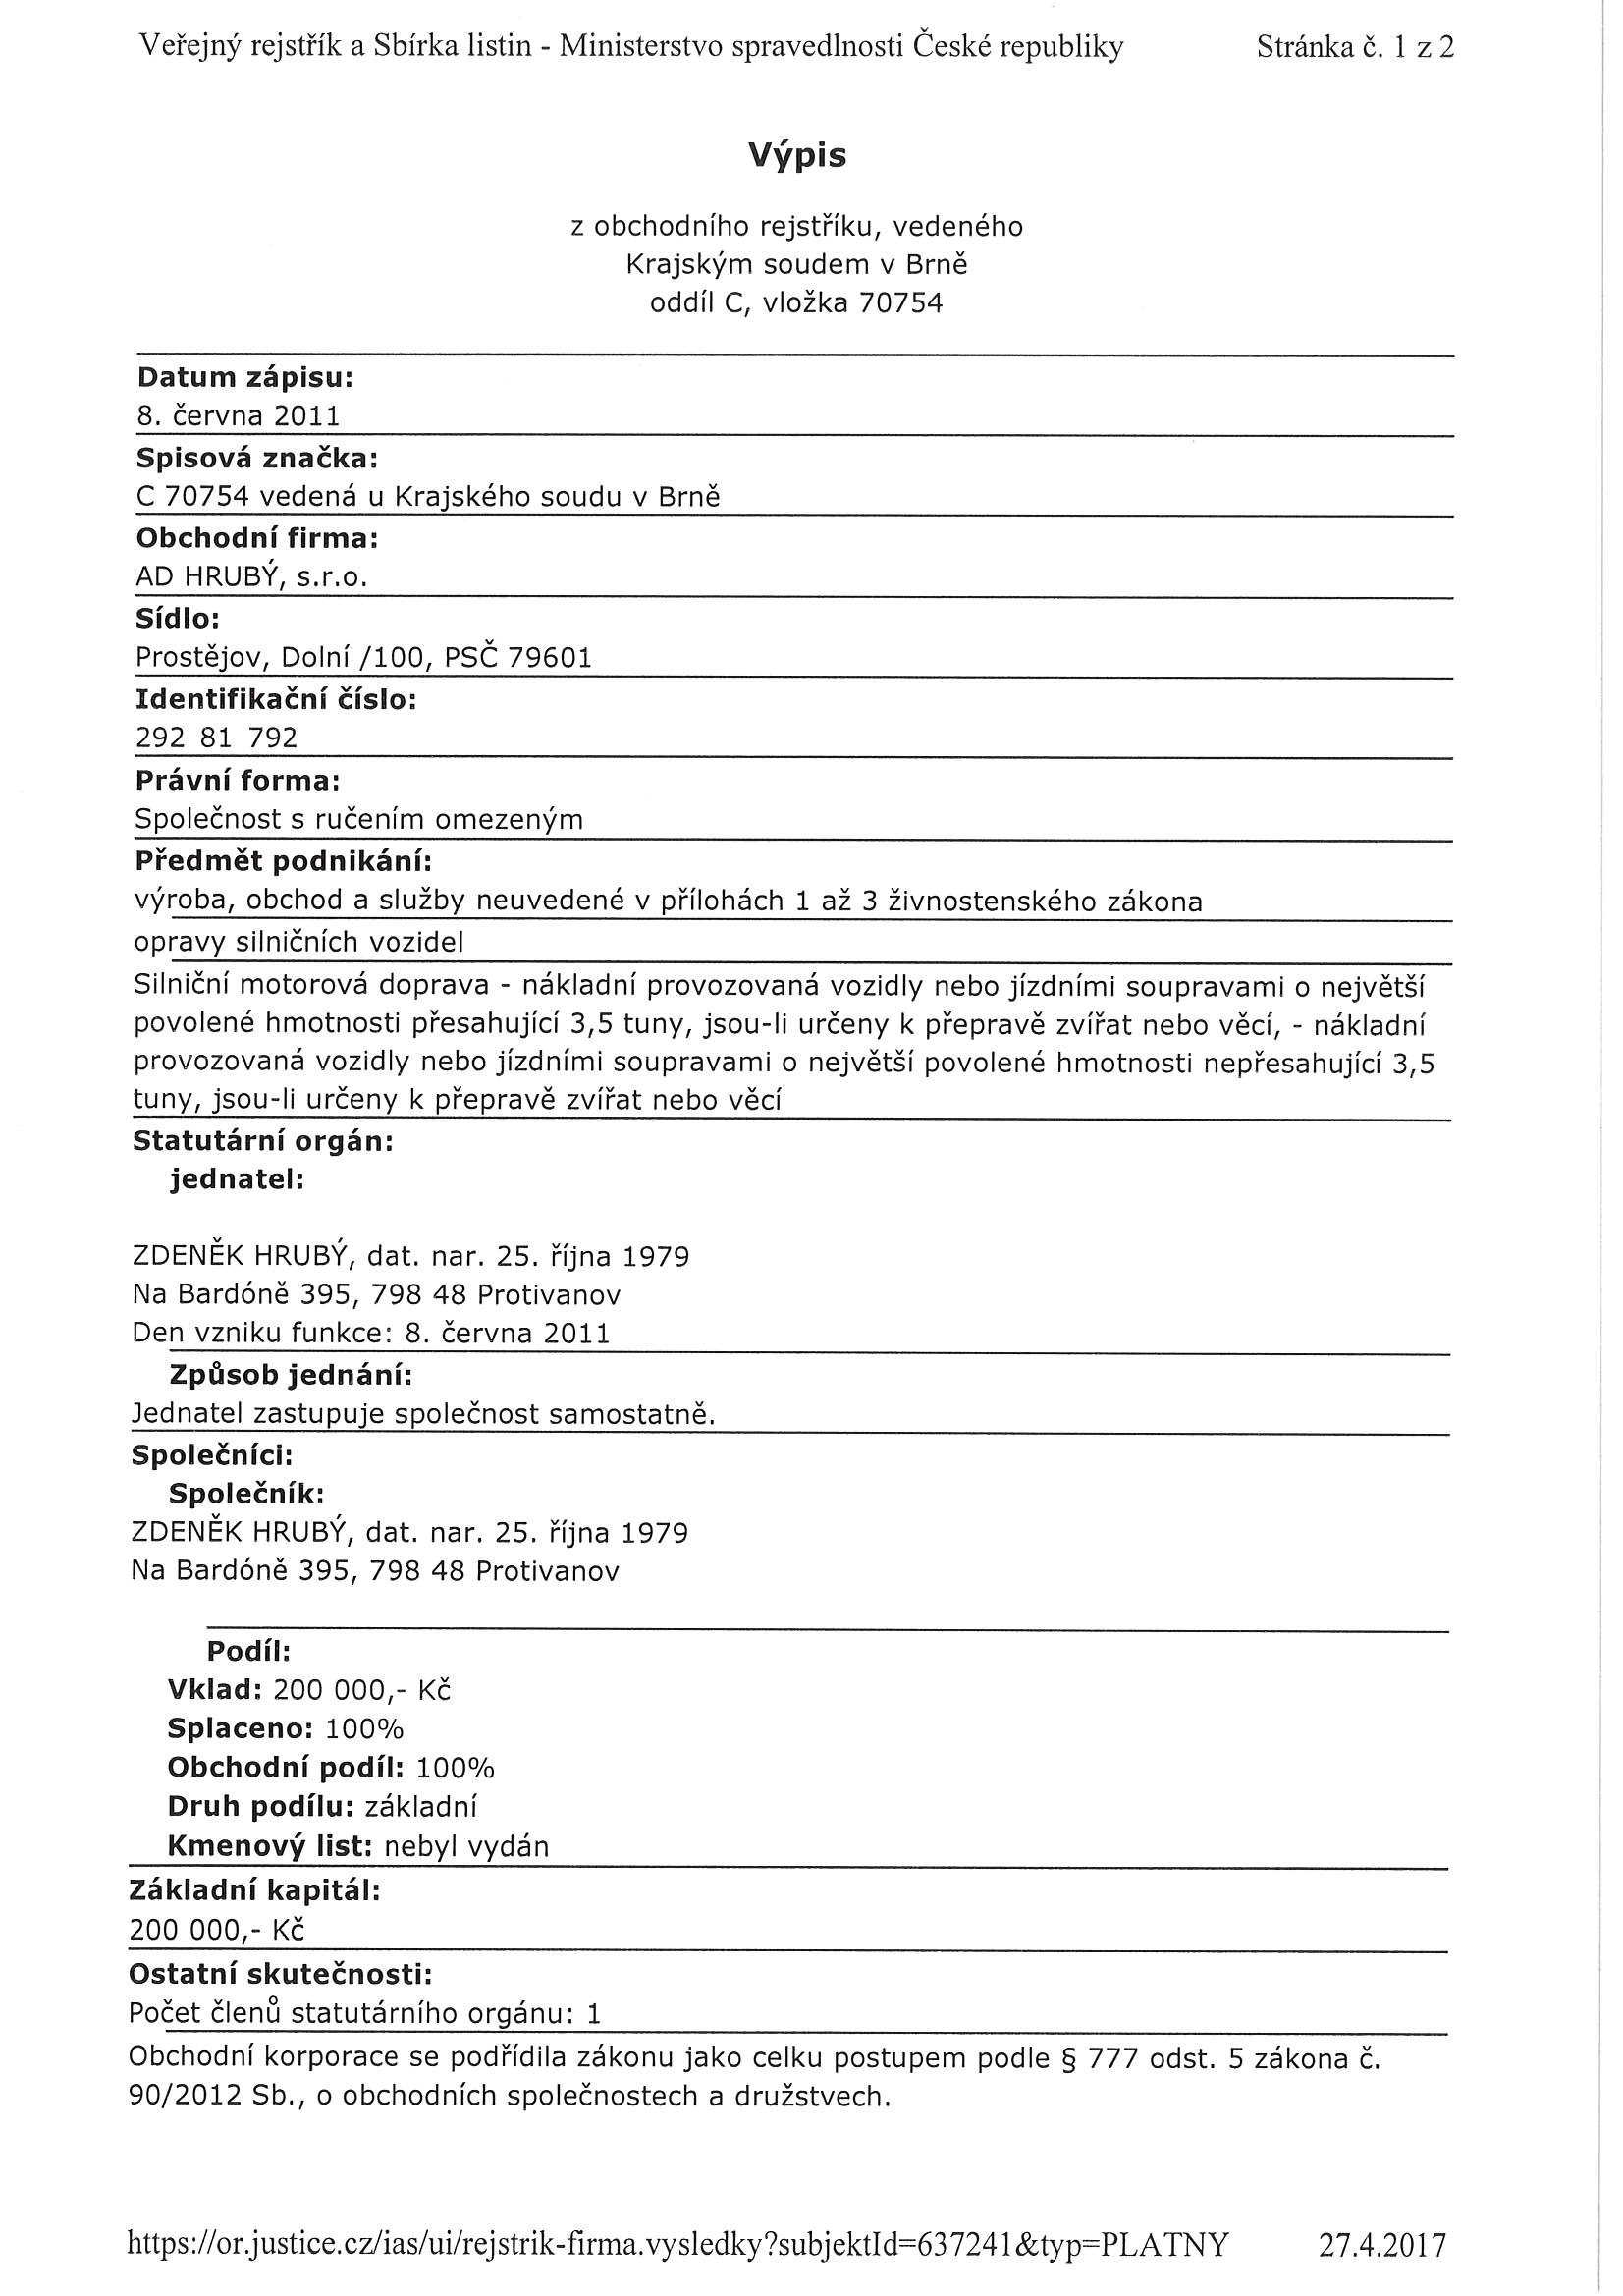 Veřejný rejstřík a Sbírka listin - Ministerstvo spravedlnosti České republiky Stránka č. 1 z 2
Výpis
z obchodního rejstříku, vedeného
Krajským soudem v Brně
oddíl C, vložka 70754
Datum zápisu:
8. června 2011
Spisová značka:
C 70754 vedená u Krajského soudu v Brně
Obchodní firma:
AD HRUBÝ, s.r.o.
Sídlo:
Prostějov, Dolní /100, PSČ 79601
Identifikační číslo:
292 81 792
Právní forma:
Společnost s ručením omezeným
Předmět podnikání:
výroba, obchod a služby neuvedené v přílohách 1 až 3 živnostenského zákona
opravy silničních vozidel
Silniční motorová doprava - nákladní provozovaná vozidly nebo jízdními soupravami o největší
povolené hmotnosti přesahující 3,5 tuny, jsou-li určeny k přepravě zvířat nebo věcí, - nákladní
provozovaná vozidly nebo jízdními soupravami o největší povolené hmotnosti nepřesahující 3,5
tuny, jsou-li určeny k přepravě zvířat nebo věcí
Statutární orgán:
jednatel:
ZDENĚK HRUBÝ, dat. nar. 25. října 1979
Na Bardóně 395, 798 48 Protivanov
Den vzniku funkce: 8. června 2011
Způsob jednání:
Jednatel zastupuje společnost samostatně.
Společníci:
Společník:
ZDENĚK HRUBÝ, dat. nar. 25. října 1979
Na Bardóně 395, 798 48 Protivanov
Podíl:
Vklad: 200 000,- Kč
Splaceno: 100%
Obchodní podíl: 100%
Druh podílu: základní
Kmenový list: nebyl vydán
Základní kapitál:
200 000,- Kč
Ostatní skutečnosti:
Počet členů statutárního orgánu: 1
Obchodní korporace se podřídila zákonu jako celku postupem podle § 777 odst. 5 zákona č.
90/2012 Sb., o obchodních společnostech a družstvech.
https://or.justice.cz/ias/ui/rejstrik-firma.vysledky?subjektId=637241&typ=PLATNY 27.4.2017